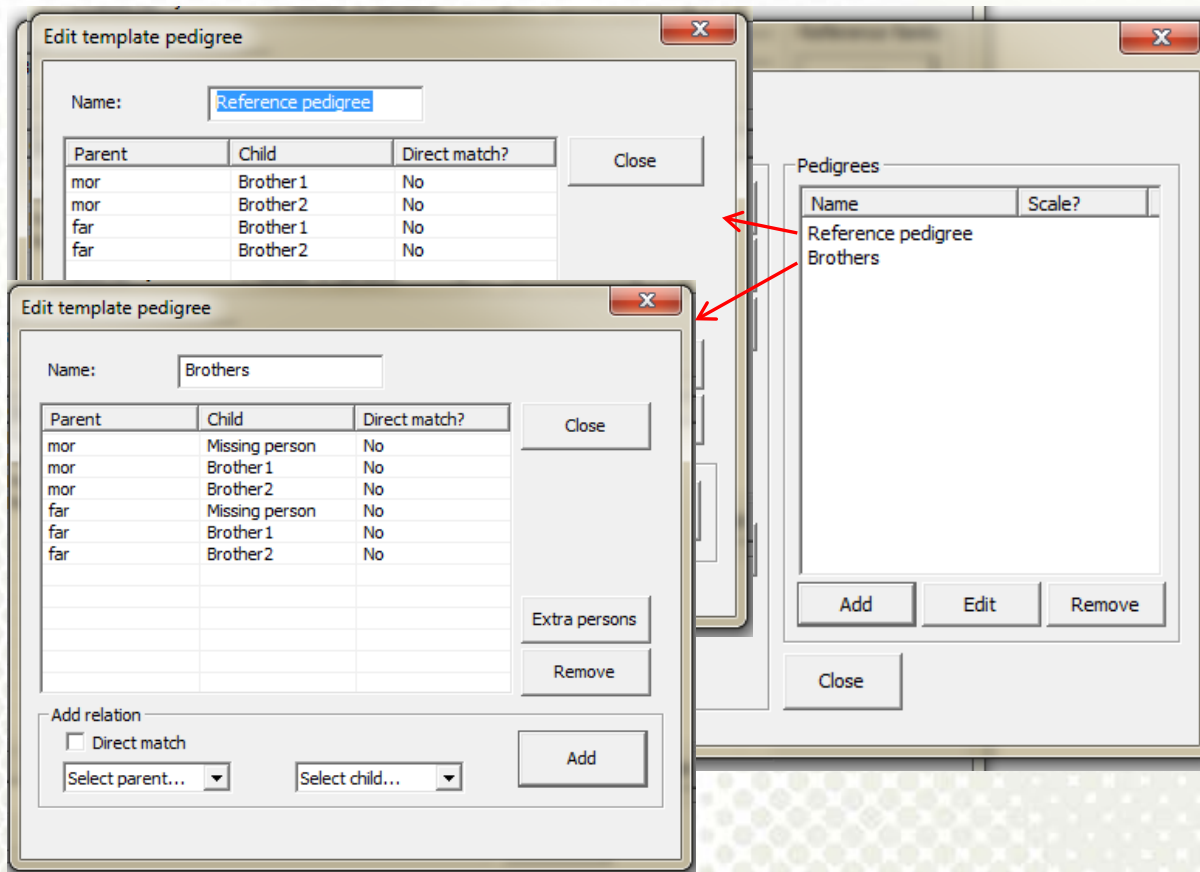 Edit template pedigree
Name: Reference pedigree
Parent Child Direct match?
mor Brother1 No
mor Brother2 No
far Brother1 No
far Brother2 No
Close
Edit template pedigree
Name: Brothers
Parent Child Direct match?
mor Missing person No
mor Brother1 No
mor Brother2 No
far Missing person No
far Brother1 No
far Brother2 No
Close
Extra persons
Remove
Add relation
Direct match
Select parent... Select child...
Add
Pedigrees
Name Scale?
Reference pedigree
Brothers
Add Edit Remove
Close